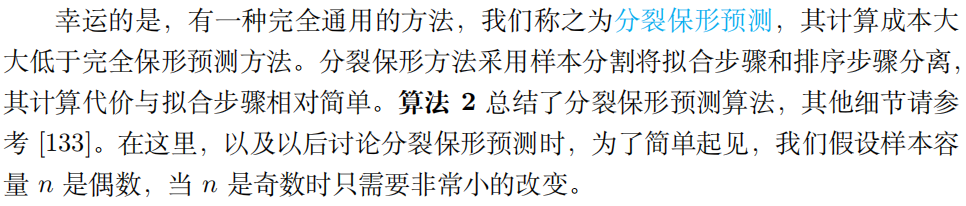 幸运的是，有一种完全通用的方法，我们称之为分裂保形预测，其计算成本大
大低于完全保形预测方法。分裂保形方法采用样本分割将拟合步骤和排序步骤分离，
其计算代价与拟合步骤相对简单。算法 2 总结了分裂保形预测算法，其他细节请参
考 [133]。在这里，以及以后讨论分裂保形预测时，为了简单起见，我们假设样本容
量 n 是偶数，当 n 是奇数时只需要非常小的改变。